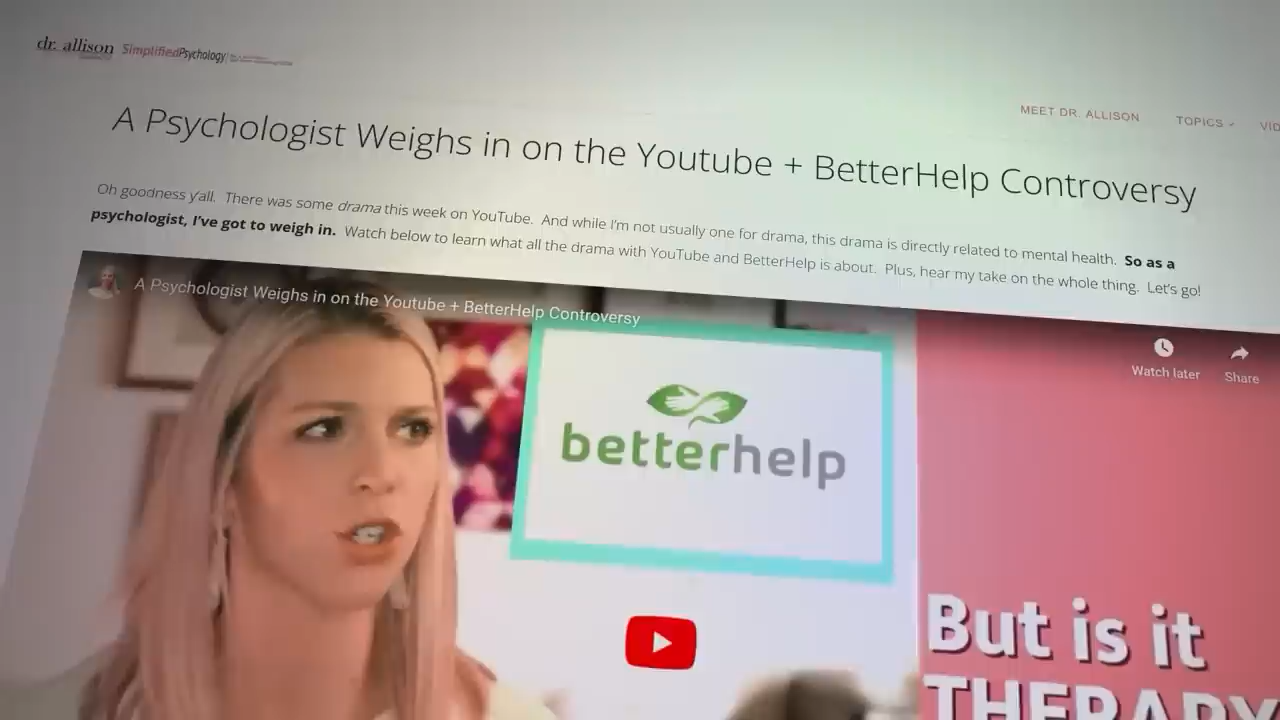 dr. allison SimplifiedPsychology
MEET DR. ALLISON TOPICS VID
A Psychologist Weighs in on the Youtube + BetterHelp Controversy
Oh goodness y'all. There was some drama this week on YouTube. And while I'm not usually one for drama, this drama is directly related to mental health. So as a
psychologist, I've got to weigh in. Watch below to learn what all the drama with YouTube and BetterHelp is about. Plus, hear my take on the whole thing. Let's go!
A Psychologist Weighs in on the Youtube + BetterHelp Controversy
Watch later Share
betterhelp
But is it
THERAPY